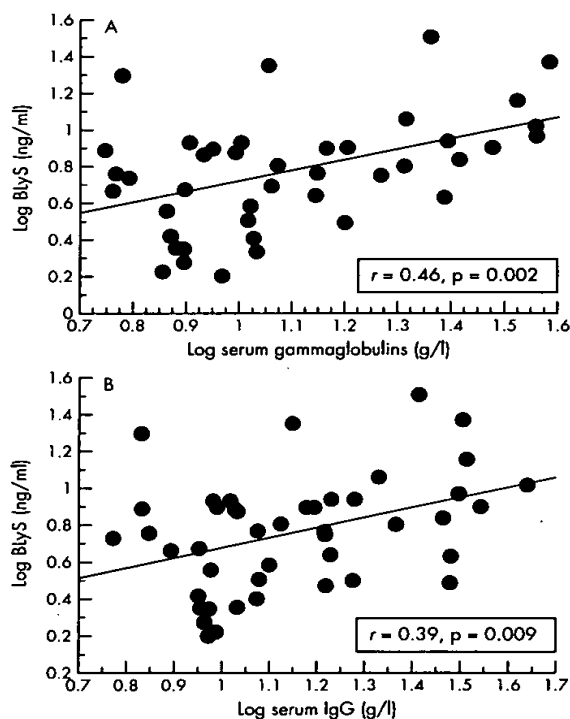 A
Log BLyS (ng/ml)
1.6
1.4
1.2
1
0.8
0.6
0.4
0.2
0
r = 0.46, p = 0.002
0.7 0.8 0.9 1 1.1 1.2 1.3 1.4 1.5 1.6
Log serum gammaglobulins (g/l)
B
Log BLyS (ng/ml)
1.6
1.4
1.2
1
0.8
0.6
0.4
0.2
r = 0.39, p = 0.009
0.7 0.8 0.9 1 1.1 1.2 1.3 1.4 1.5 1.6 1.7
Log serum IgG (g/l)